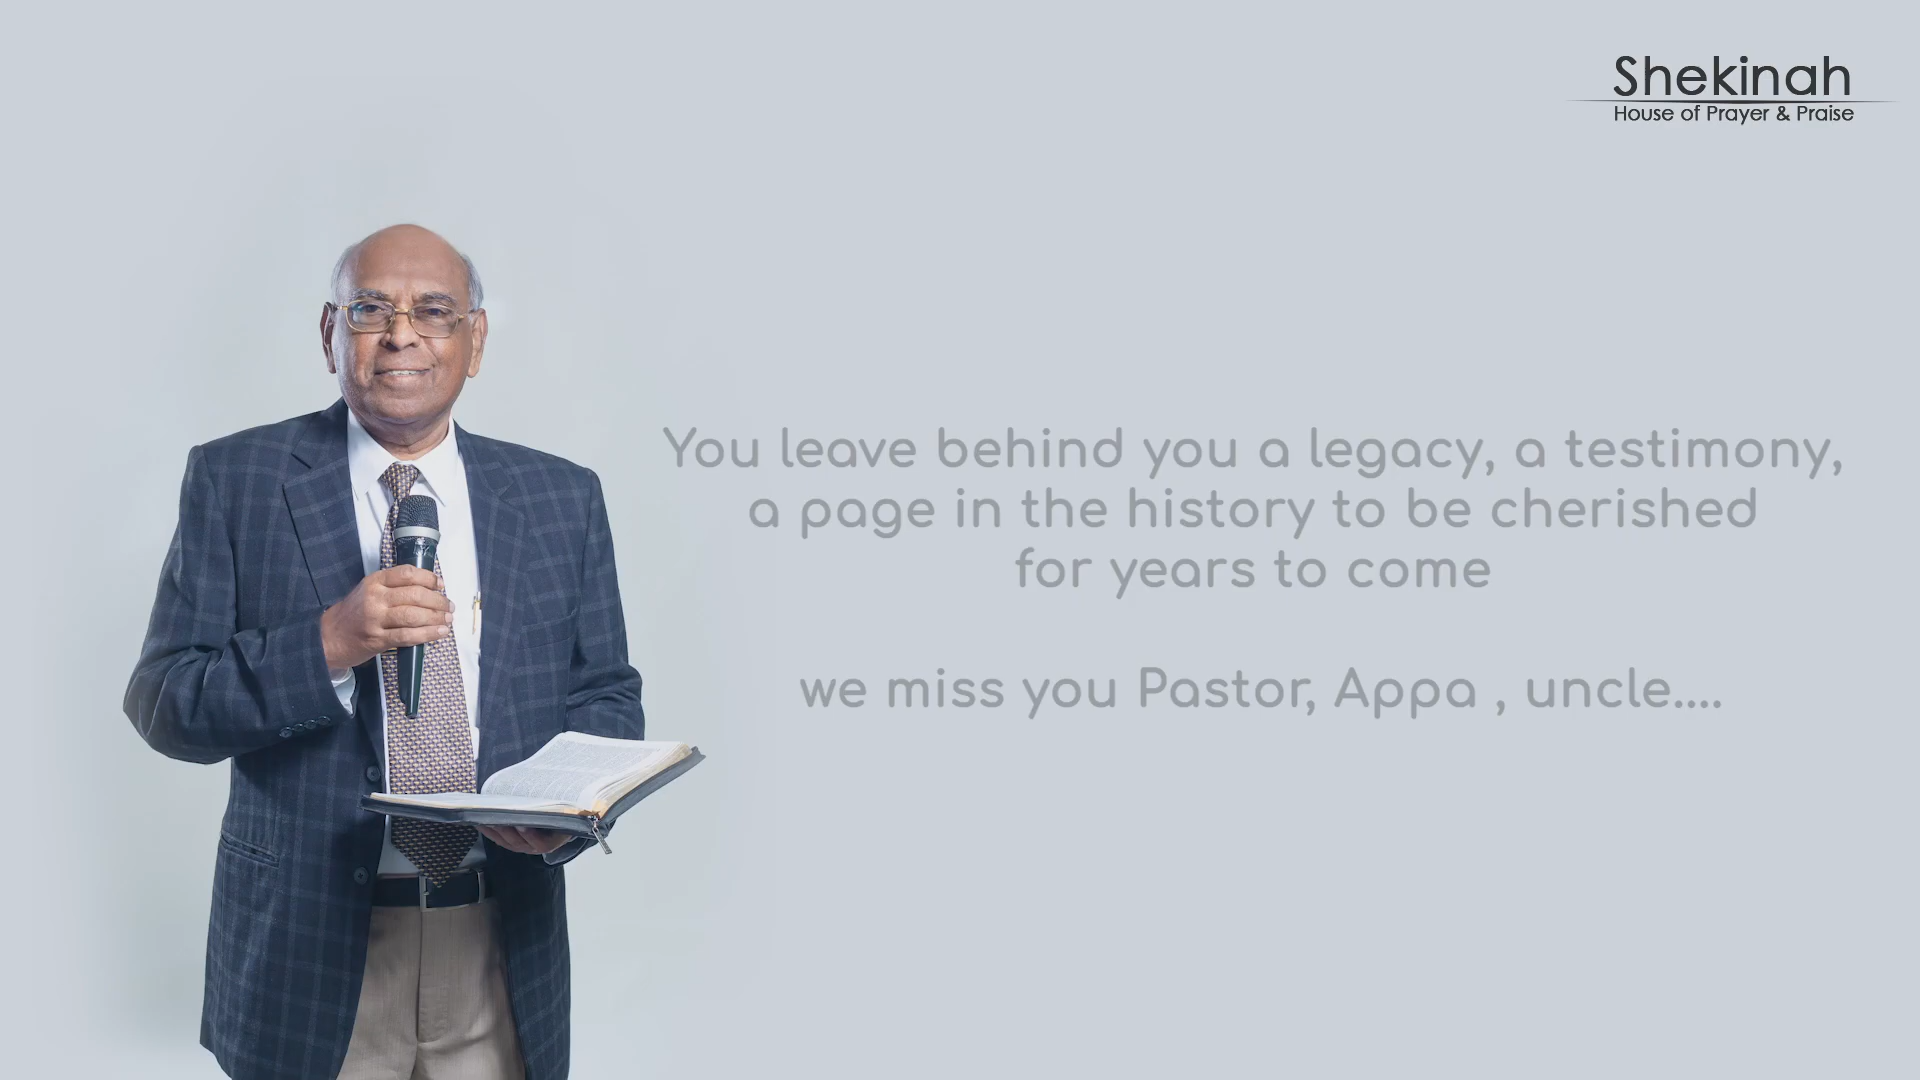 Shekinah
House of Prayer & Praise
You leave behind you a legacy, a testimony,
a page in the history to be cherished
for years to come
we miss you Pastor, Appa , uncle....